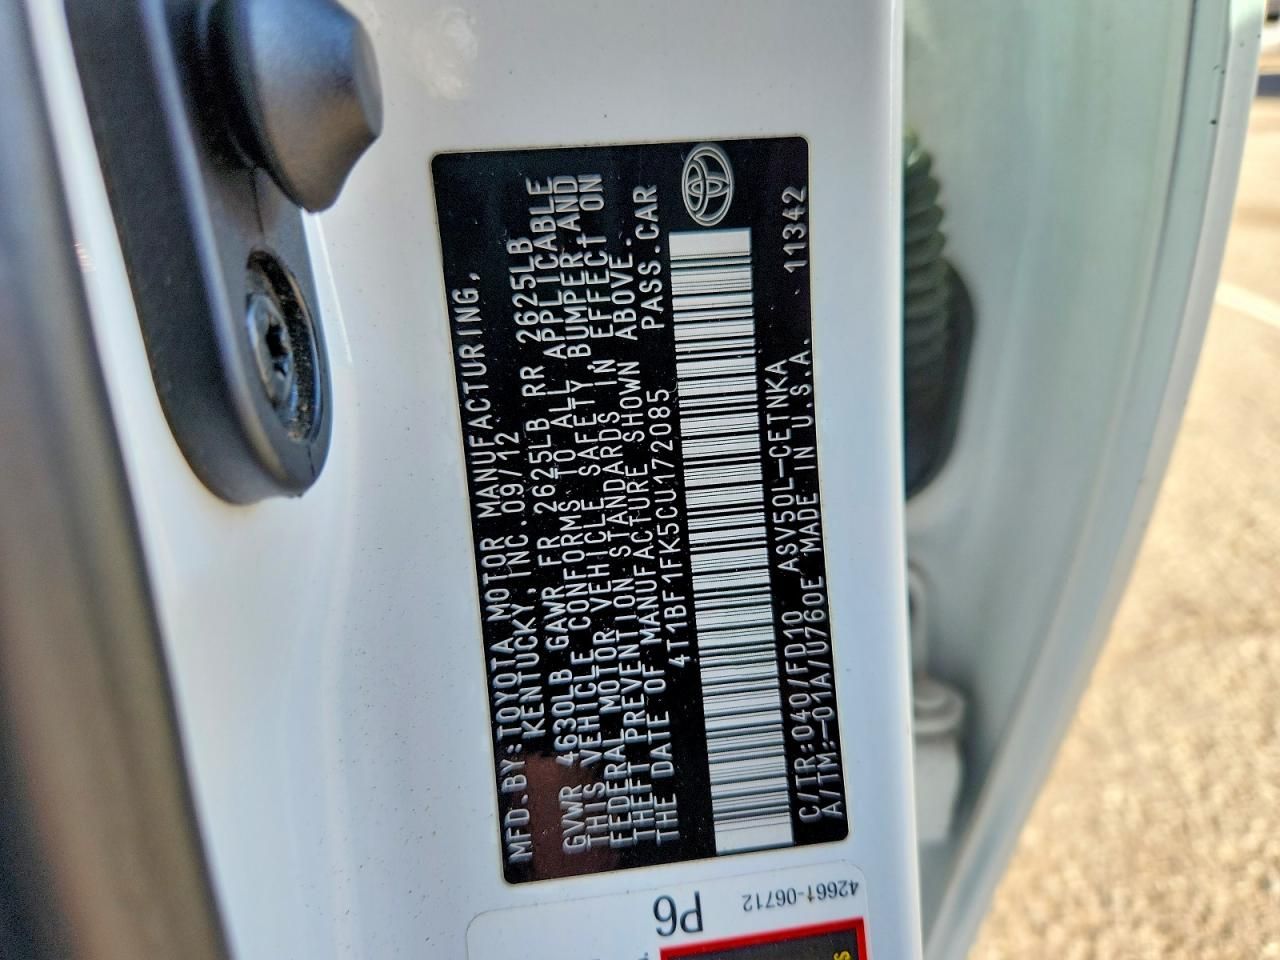 MFD.BY:TOYOTA MOTOR MANUFACTURING,
KENTUCKY, INC.09/12
GVWR 4630LB GAWR FR 2625LB RR 2625LB
THIS VEHICLE CONFORMS TO ALL APPLICABLE
FEDERAL MOTOR VEHICLE SAFETY,BUMPER AND
THEFT PREVENTION STANDARDS IN EFFECT ON
THE DATE OF MANUFACTURE SHOWN ABOVE.
4T1BF1FK5CU172085 PASS.CAR
C/TR:040/FD10 ASV50L-CETNKA 11342
A/TM:-01A/U760E MADE IN U.S.A.
42661-06712
P6